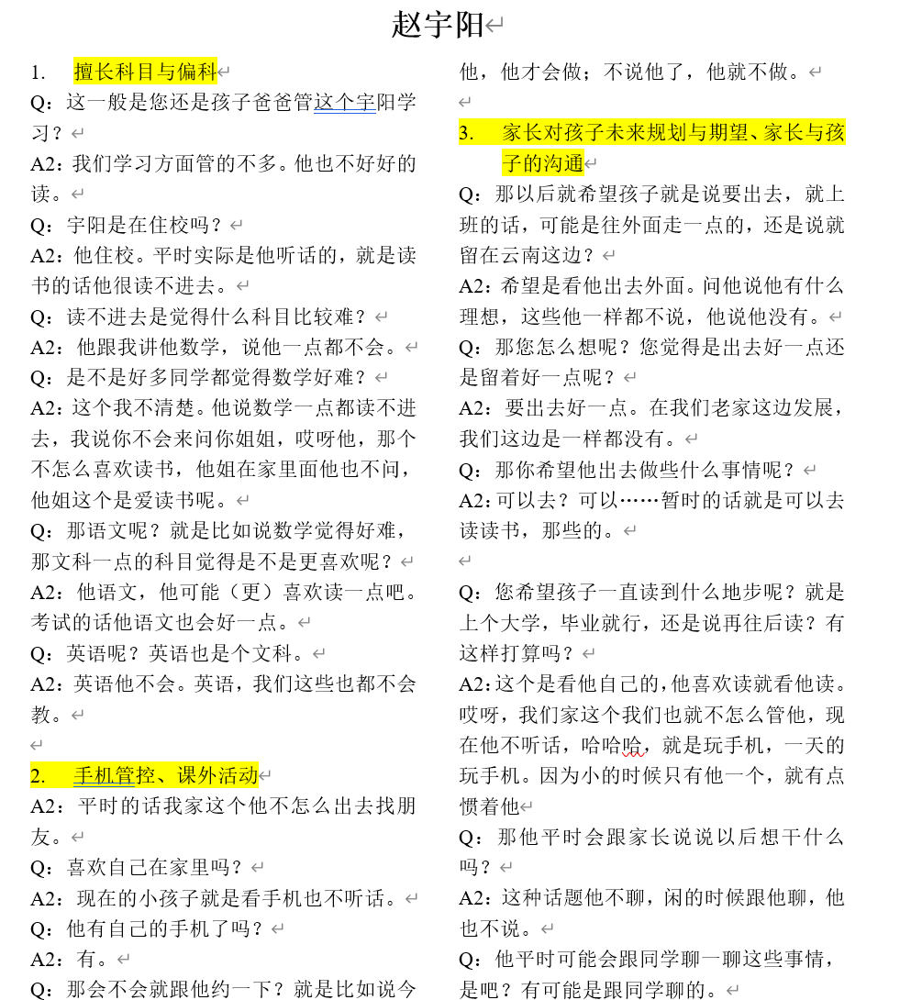 赵宇阳
1. 擅长科目与偏科
Q：这一般是您还是孩子爸爸管这个宇阳学
习？
A2：我们学习方面管的不多。他也不好好的
读。
Q：宇阳是在住校吗？
A2：他住校。平时实际是他听话的，就是读
书的话他很读不进去。
Q：读不进去是觉得什么科目比较难？
A2：他跟我讲他数学，说他一点都不会。
Q：是不是好多同学都觉得数学好难？
A2：这个我不清楚。他说数学一点都读不进
去，我说你不会来问你姐姐，哎呀他，那个
不怎么喜欢读书，他姐在家里面他也不问，
他姐这个是爱读书呢。
Q：那语文呢？就是比如说数学觉得好难，
那文科一点的科目觉得是不是更喜欢呢？
A2：他语文，他可能（更）喜欢读一点吧。
考试的话他语文也会好一点。
Q：英语呢？英语也是个文科。
A2：英语他不会。英语，我们这些也都不会
教。
2. 手机管控、课外活动
A2：平时的话我家这个他不怎么出去找朋
友。
Q：喜欢自己在家里吗？
A2：现在的小孩子就是看手机也不听话。
Q：他有自己的手机了吗？
A2：有。
Q：那会不会就跟他约一下？就是比如说今
他，他才会做；不说他了，他就不做。
3. 家长对孩子未来规划与期望、家长与孩
子的沟通
Q：那以后就希望孩子就是说要出去，就上
班的话，可能是往外面走一点的，还是说就
留在云南这边？
A2：希望是看他出去外面。问他说他有什么
理想，这些他一样都不说，他说他没有。
Q：那您怎么想呢？您觉得是出去好一点还
是留着好一点呢？
A2：要出去好一点。在我们老家这边发展，
我们这边是一样都没有。
Q：那你希望他出去做些什么事情呢？
A2：可以去？可以……暂时的话就是可以去
读读书，那些的。
Q：您希望孩子一直读到什么地步呢？就是
上个大学，毕业就行，还是说再往后读？有
这样打算吗？
A2：这个是看他自己的，他喜欢读就看他读。
哎呀，我们家这个我们也就不怎么管他，现
在他不听话，哈哈哈，就是玩手机，一天的
玩手机。因为小的时候只有他一个，就有点
惯着他
Q：那他平时会跟家长说说以后想干什么
吗？
A2：这种话题他不聊，闲的时候跟他聊，他
也不说。
Q：他平时可能会跟同学聊一聊这些事情，
是吧？有可能是跟同学聊的。